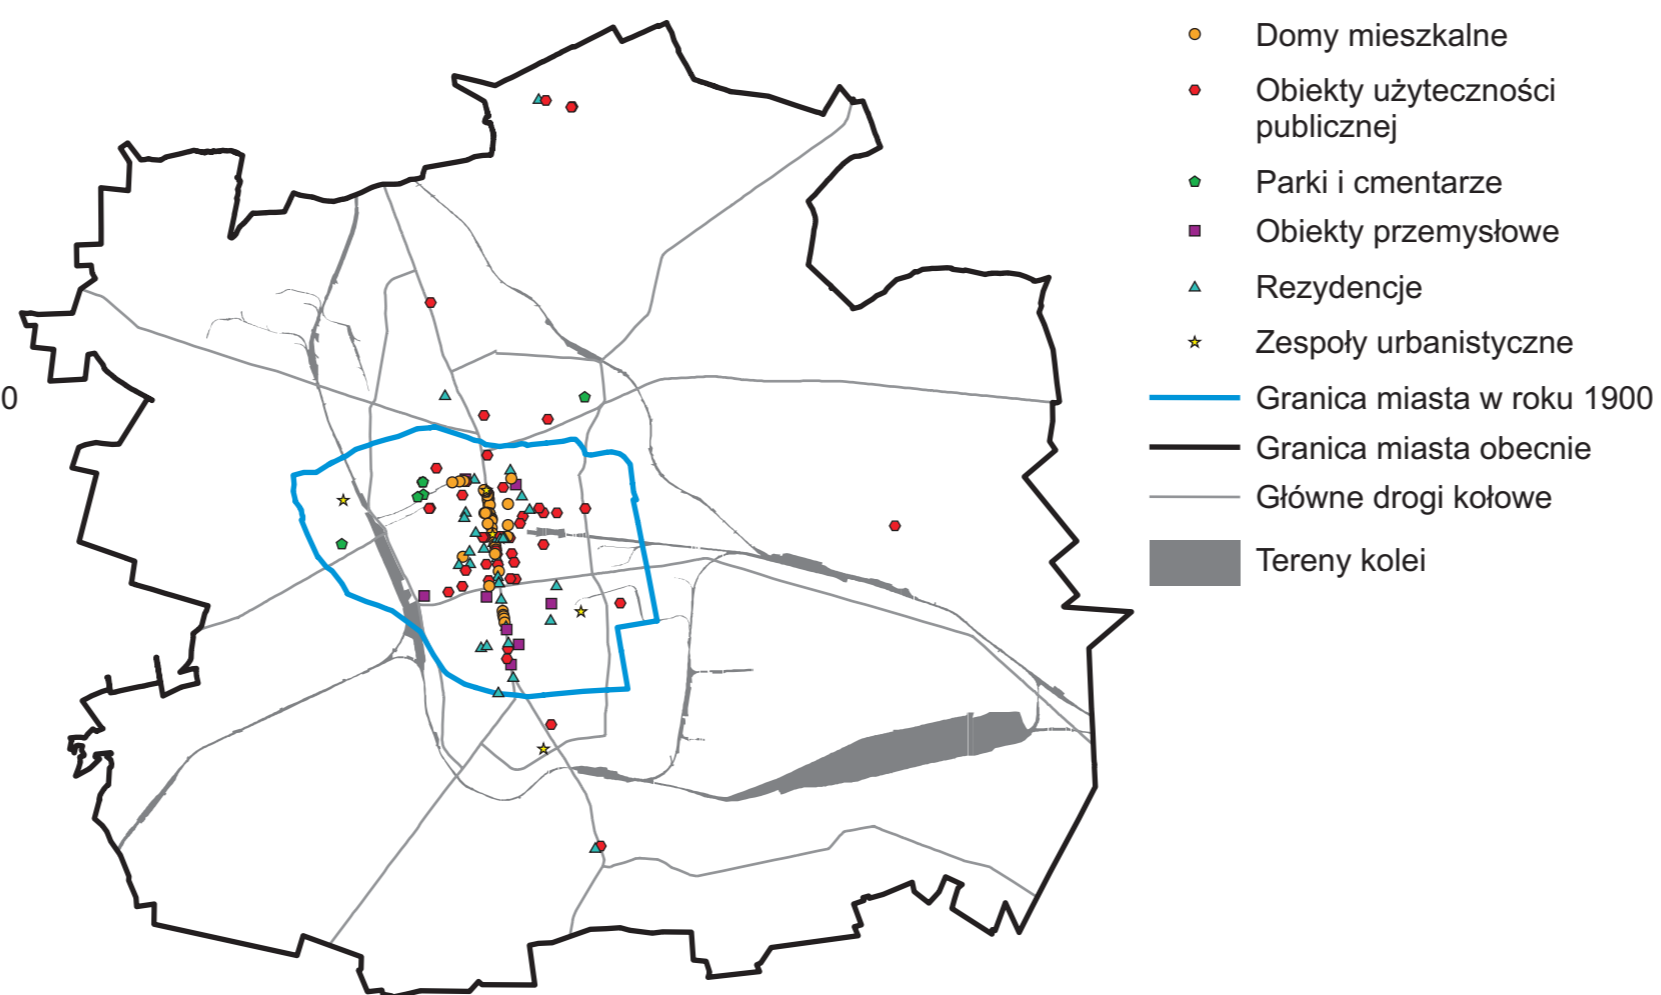 Domy mieszkalne
Obiekty użyteczności
publicznej
Parki i cmentarze
Obiekty przemysłowe
Rezydencje
Zespoły urbanistyczne
0
Granica miasta w roku 1900
Granica miasta obecnie
Główne drogi kołowe
Tereny kolei